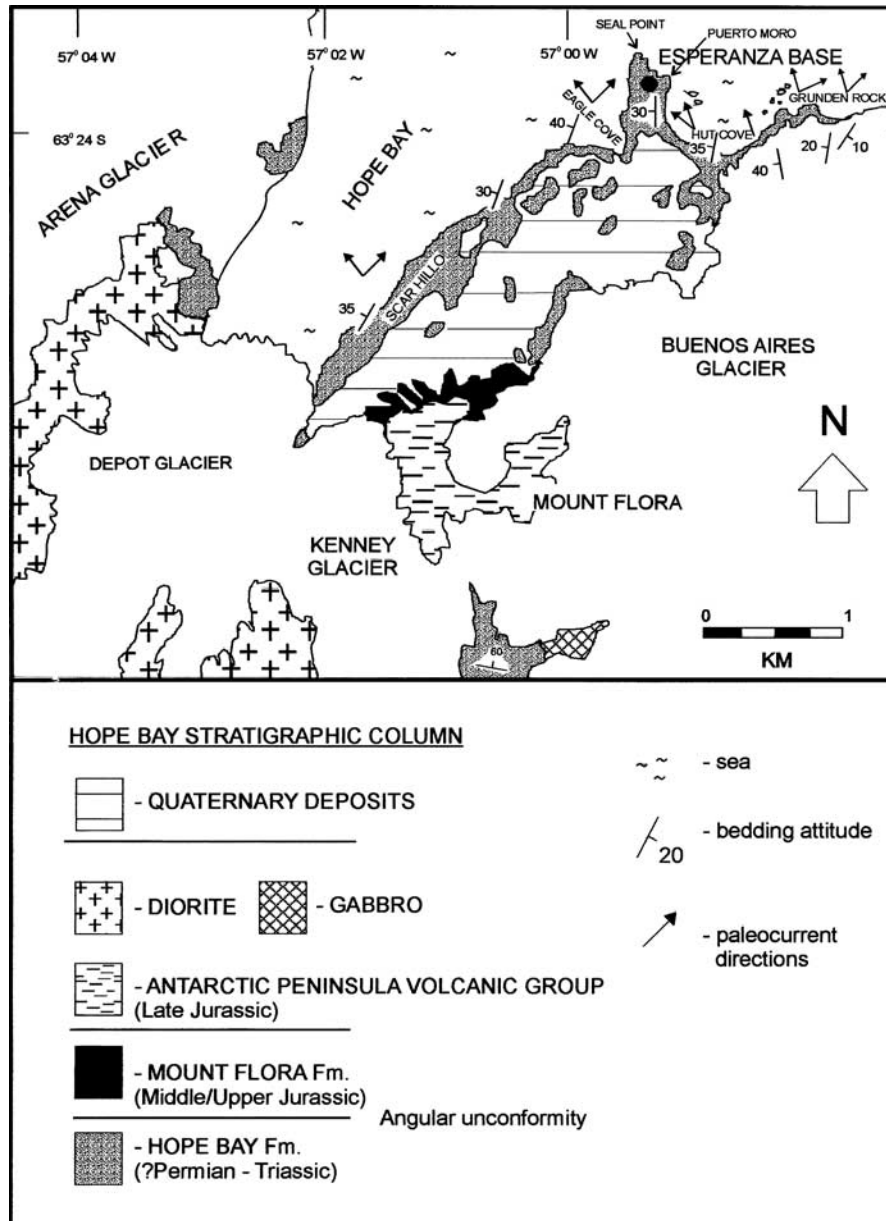 57° 04 W
57° 02 W
57° 00 W
SEAL POINT
PUERTO MORO
ESPERANZA BASE
63° 24 S
ARENA GLACIER
HOPE BAY
EAGLE COVE
GRUNDEN ROCK
HUT COVE
40
30
35
40
20
10
30
SCAR HILLO
35
BUENOS AIRES
GLACIER
DEPOT GLACIER
N
MOUNT FLORA
KENNEY
GLACIER
60
0
1
KM
HOPE BAY STRATIGRAPHIC COLUMN
- QUATERNARY DEPOSITS
- DIORITE
- GABBRO
- ANTARCTIC PENINSULA VOLCANIC GROUP
(Late Jurassic)
- MOUNT FLORA Fm.
(Middle/Upper Jurassic)
Angular unconformity
- HOPE BAY Fm.
(?Permian - Triassic)
- sea
- bedding attitude
20
- paleocurrent
directions